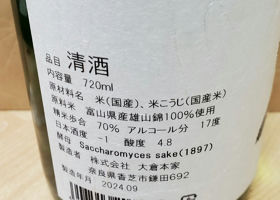 品目 清酒
内容量 720ml
原材料名 米(国産)、米こうじ(国産米)
原料米 富山県産雄山錦100%使用
精米歩合 70% アルコール分 17度
日本酒度 -1 酸度 4.8
酵母 Saccharomyces sake(1897)
製造者 株式会社 大倉本家
奈良県香芝市鎌田692
製造年月 2024.09